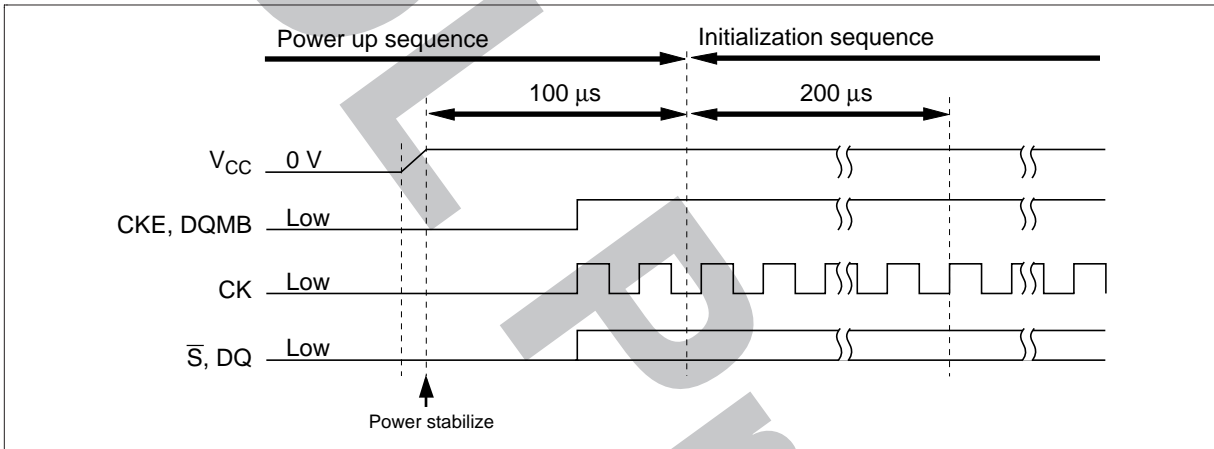 Power up sequence
Initialization sequence
100 μs
200 μs
VCC 0 V
CKE, DQMB Low
CK Low
S̅, DQ Low
Power stabilize